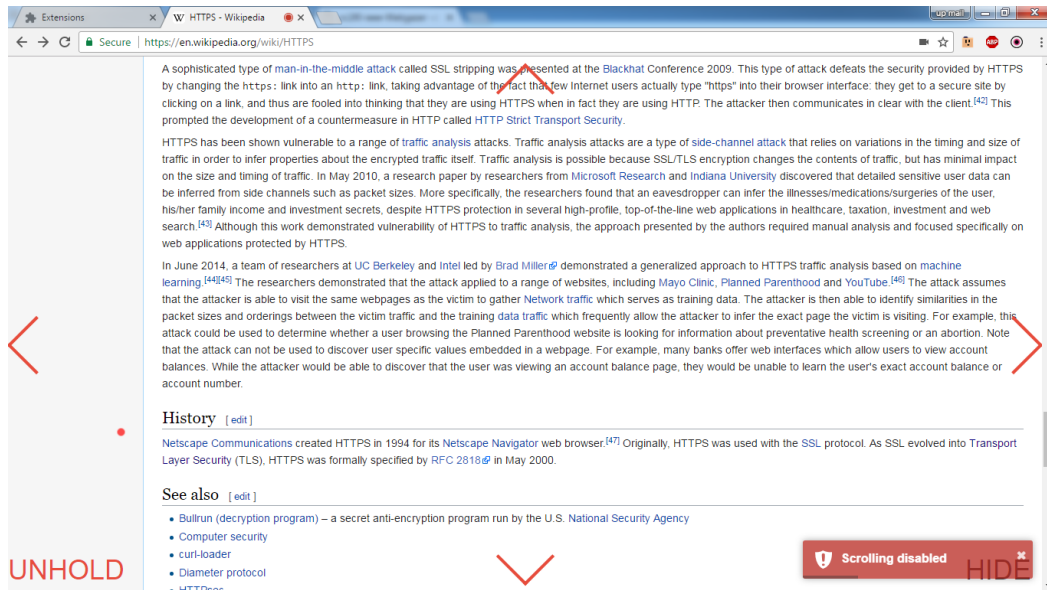 Extensions
HTTPS - Wikipedia
up mall
Secure
https://en.wikipedia.org/wiki/HTTPS
ABP
A sophisticated type of man-in-the-middle attack called SSL stripping was presented at the Blackhat Conference 2009. This type of attack defeats the security provided by HTTPS
by changing the https: link into an http: link, taking advantage of the fact that few Internet users actually type "https" into their browser interface: they get to a secure site by
clicking on a link, and thus are fooled into thinking that they are using HTTPS when in fact they are using HTTP. The attacker then communicates in clear with the client.[42] This
prompted the development of a countermeasure in HTTP called HTTP Strict Transport Security.
HTTPS has been shown vulnerable to a range of traffic analysis attacks. Traffic analysis attacks are a type of side-channel attack that relies on variations in the timing and size of
traffic in order to infer properties about the encrypted traffic itself. Traffic analysis is possible because SSL/TLS encryption changes the contents of traffic, but has minimal impact
on the size and timing of traffic. In May 2010, a research paper by researchers from Microsoft Research and Indiana University discovered that detailed sensitive user data can
be inferred from side channels such as packet sizes. More specifically, the researchers found that an eavesdropper can infer the illnesses/medications/surgeries of the user,
his/her family income and investment secrets, despite HTTPS protection in several high-profile, top-of-the-line web applications in healthcare, taxation, investment and web
search.[43] Although this work demonstrated vulnerability of HTTPS to traffic analysis, the approach presented by the authors required manual analysis and focused specifically on
web applications protected by HTTPS.
In June 2014, a team of researchers at UC Berkeley and Intel led by Brad Miller demonstrated a generalized approach to HTTPS traffic analysis based on machine
learning.[44][45] The researchers demonstrated that the attack applied to a range of websites, including Mayo Clinic, Planned Parenthood and YouTube.[46] The attack assumes
that the attacker is able to visit the same webpages as the victim to gather Network traffic which serves as training data. The attacker is then able to identify similarities in the
packet sizes and orderings between the victim traffic and the training data traffic which frequently allow the attacker to infer the exact page the victim is visiting. For example, this
attack could be used to determine whether a user browsing the Planned Parenthood website is looking for information about preventative health screening or an abortion. Note
that the attack can not be used to discover user specific values embedded in a webpage. For example, many banks offer web interfaces which allow users to view account
balances. While the attacker would be able to discover that the user was viewing an account balance page, they would be unable to learn the user's exact account balance or
account number.
History [ edit ]
Netscape Communications created HTTPS in 1994 for its Netscape Navigator web browser.[47] Originally, HTTPS was used with the SSL protocol. As SSL evolved into Transport
Layer Security (TLS), HTTPS was formally specified by RFC 2818 in May 2000.
See also [ edit ]
Bullrun (decryption program) – a secret anti-encryption program run by the U.S. National Security Agency
Computer security
curl-loader
Diameter protocol
HTTPsec
UNHOLD
Scrolling disabled
HIDE